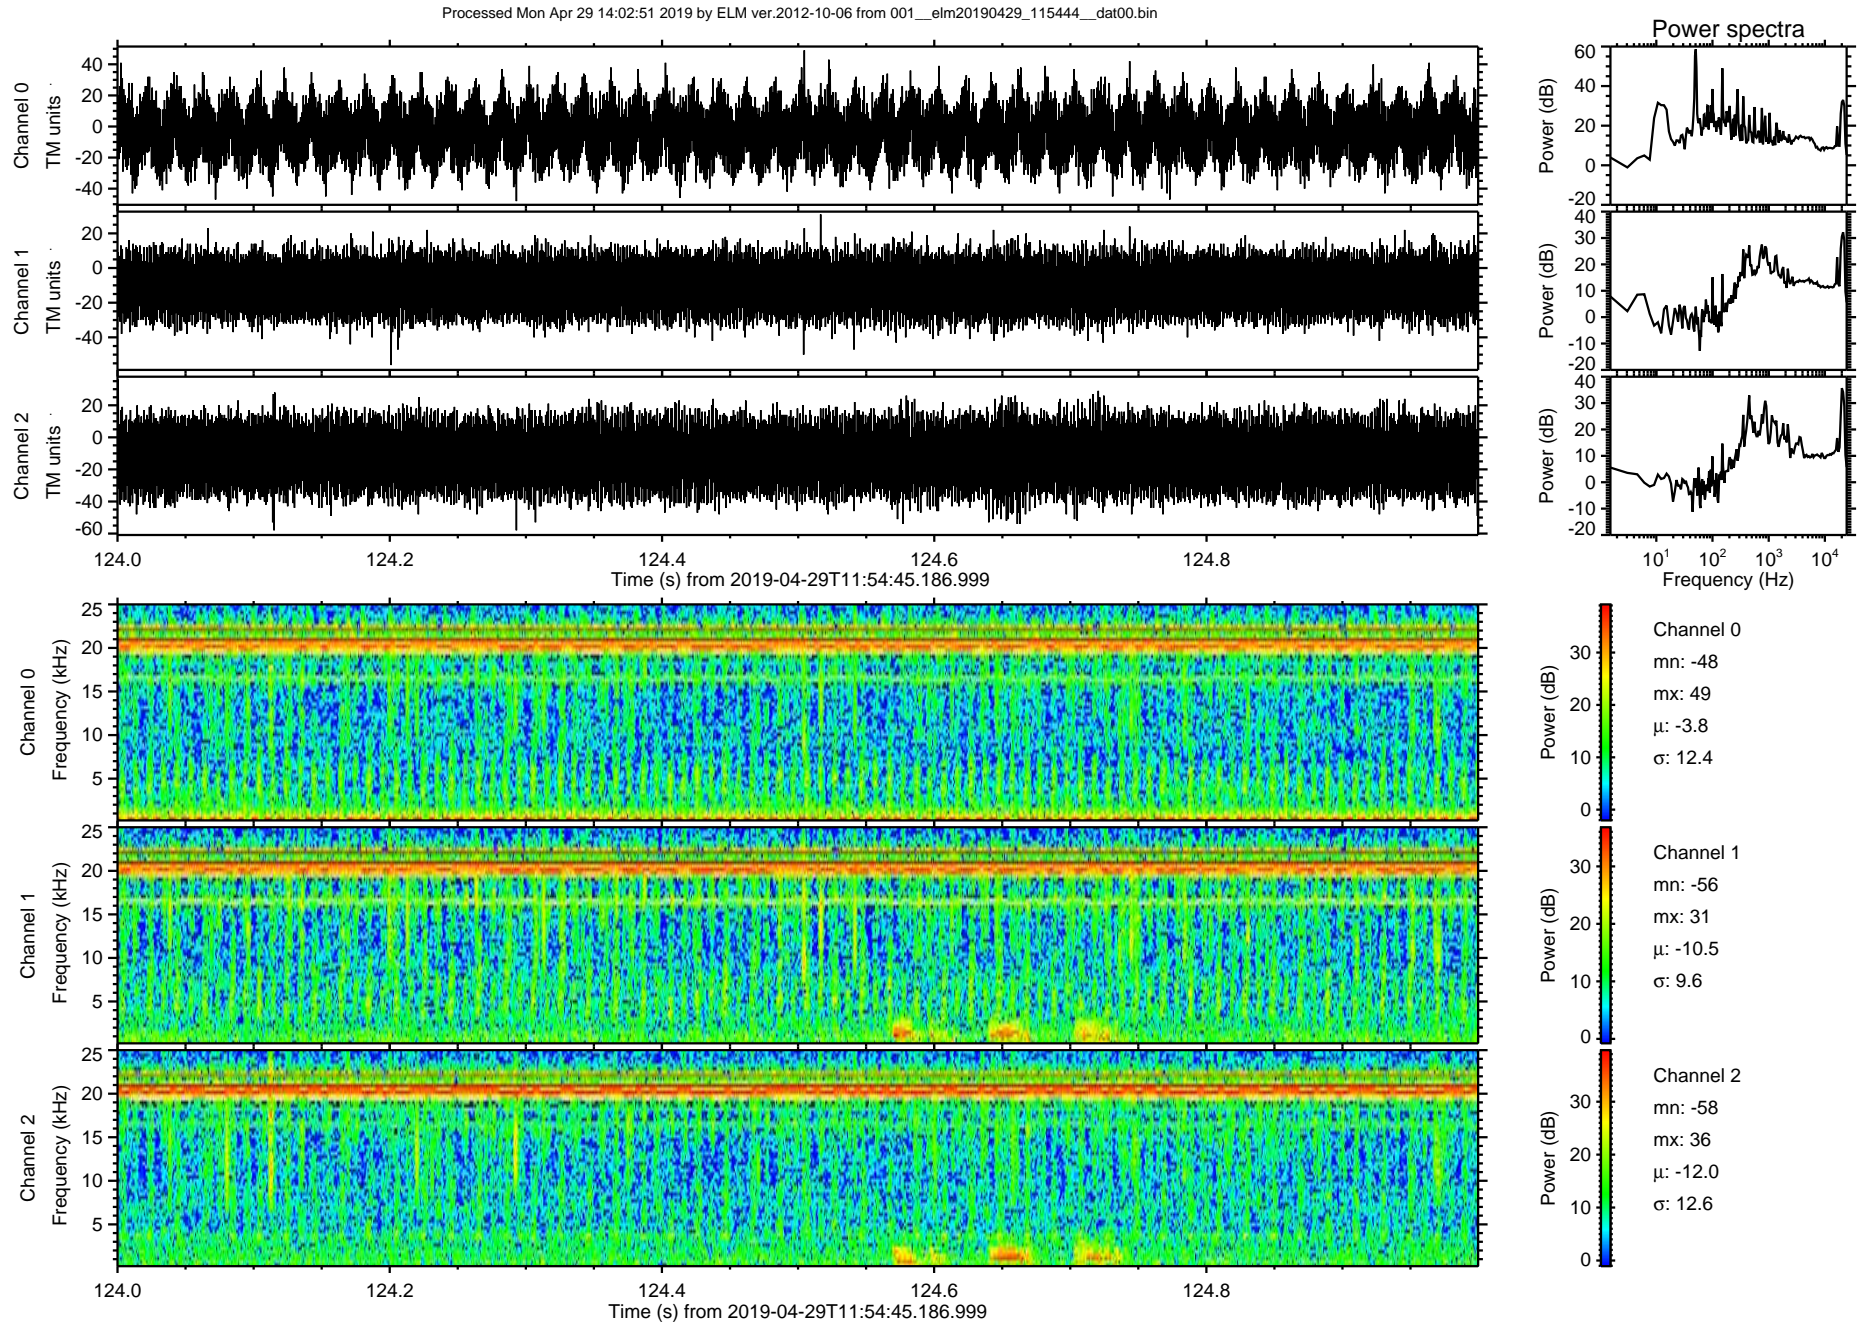 Processed Mon Apr 29 14:02:51 2019 by ELM ver.2012-10-06 from 001__elm20190429_115444__dat00.bin
Power spectra
Channel 0
TM units
40
20
0
-20
-40
Power (dB)
60
40
20
0
-20
Channel 1
TM units
20
0
-20
-40
Power (dB)
40
30
20
10
0
-10
-20
Channel 2
TM units
20
0
-20
-40
-60
Power (dB)
40
30
20
10
0
-10
-20
124.0 124.2 124.4 124.6 124.8
Time (s) from 2019-04-29T11:54:45.186.999
10¹ 10² 10³ 10⁴
Frequency (Hz)
Channel 0
Frequency (kHz)
25
20
15
10
5
Power (dB)
30
20
10
0
Channel 0
mn: -48
mx: 49
μ: -3.8
σ: 12.4
Channel 1
Frequency (kHz)
25
20
15
10
5
Power (dB)
30
20
10
0
Channel 1
mn: -56
mx: 31
μ: -10.5
σ: 9.6
Channel 2
Frequency (kHz)
25
20
15
10
5
Power (dB)
30
20
10
0
Channel 2
mn: -58
mx: 36
μ: -12.0
σ: 12.6
124.0 124.2 124.4 124.6 124.8
Time (s) from 2019-04-29T11:54:45.186.999